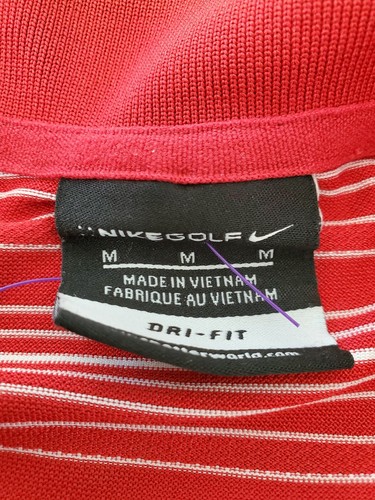 NIKEGOLF
M M M
MADE IN VIETNAM
FABRIQUE AU VIETNAM
DRI-FIT